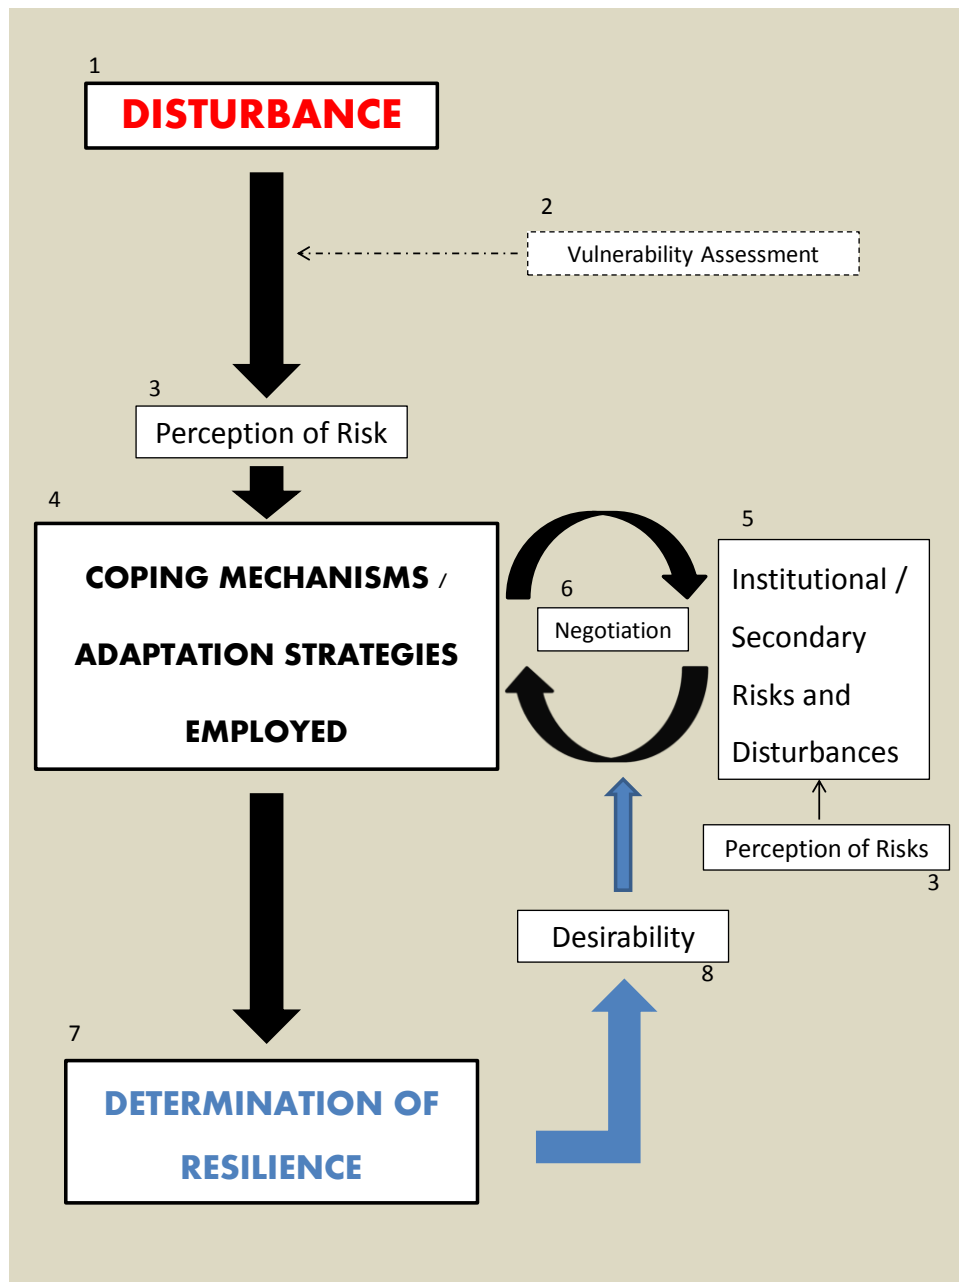 1
DISTURBANCE
2
Vulnerability Assessment
3
Perception of Risk
4
COPING MECHANISMS /
ADAPTATION STRATEGIES
EMPLOYED
5
Institutional /
Secondary
Risks and
Disturbances
6
Negotiation
Perception of Risks
3
Desirability
8
7
DETERMINATION OF
RESILIENCE